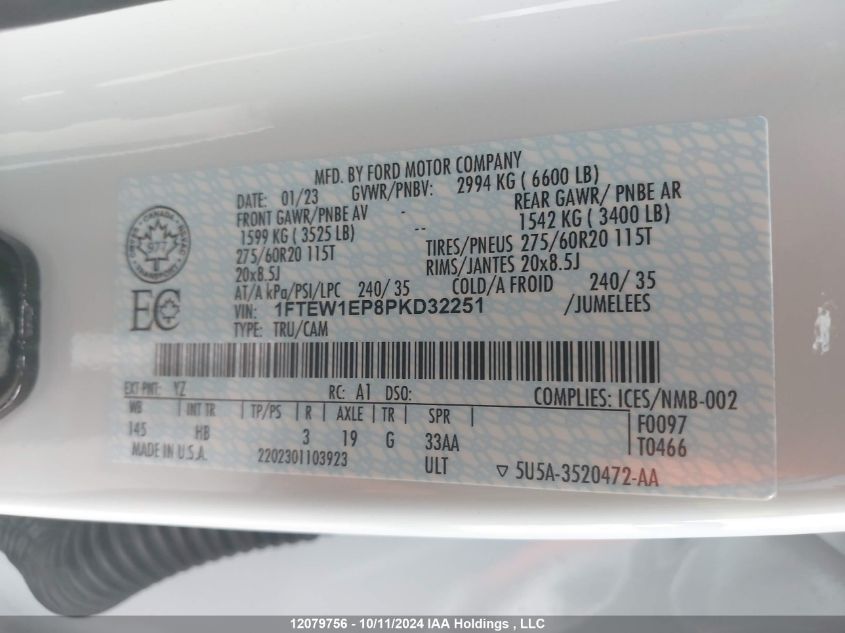 MFD. BY FORD MOTOR COMPANY
DATE: 01/23 GVWR/PNBV: 2994 KG ( 6600 LB)
FRONT GAWR/PNBE AV - REAR GAWR/ PNBE AR
1599 KG ( 3525 LB) - 1542 KG ( 3400 LB)
275/60R20 115T TIRES/PNEUS 275/60R20 115T
20x8.5J RIMS/JANTES 20x8.5J
AT/A kPa/PSI/LPC 240/ 35 COLD/A FROID 240/ 35
VIN: 1FTEW1EP8PKD32251 /JUMELEES
TYPE: TRU/CAM
CANADA
TRANSPORT
EC
EXT PNT: YZ RC: A1 DSO: COMPLIES: ICES/NMB-002
WB INT TR TP/PS R AXLE TR SPR F0097
145 HB 3 19 G 33AA T0466
MADE IN U.S.A. 2202301103923 ULT ▽ 5U5A-3520472-AA
12079756 - 10/11/2024 IAA Holdings , LLC